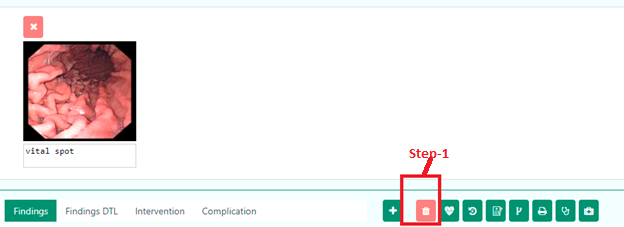 vital spot
Step-1
Findings Findings DTL Intervention Complication